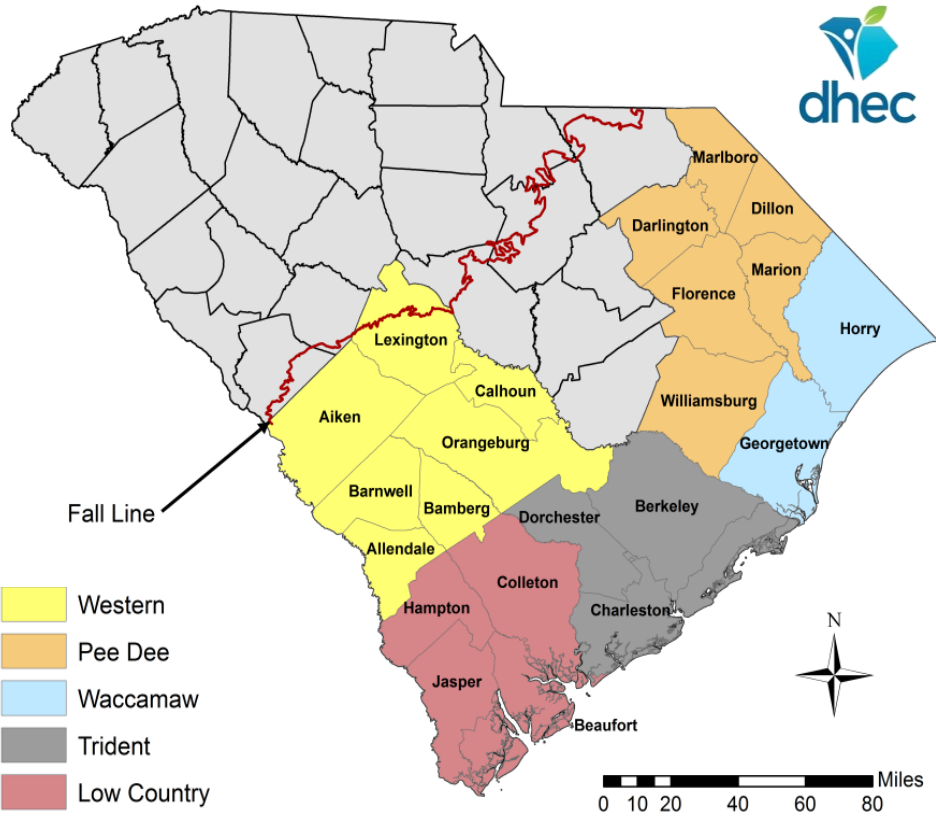 dhec
Marlboro
Dillon
Darlington
Marion
Florence
Horry
Lexington
Calhoun
Williamsburg
Aiken
Orangeburg
Georgetown
Barnwell
Bamberg
Berkeley
Fall Line
Dorchester
Allendale
Colleton
Hampton
Charleston
Jasper
Beaufort
Western
Pee Dee
Waccamaw
Trident
Low Country
N
Miles
0 10 20 40 60 80